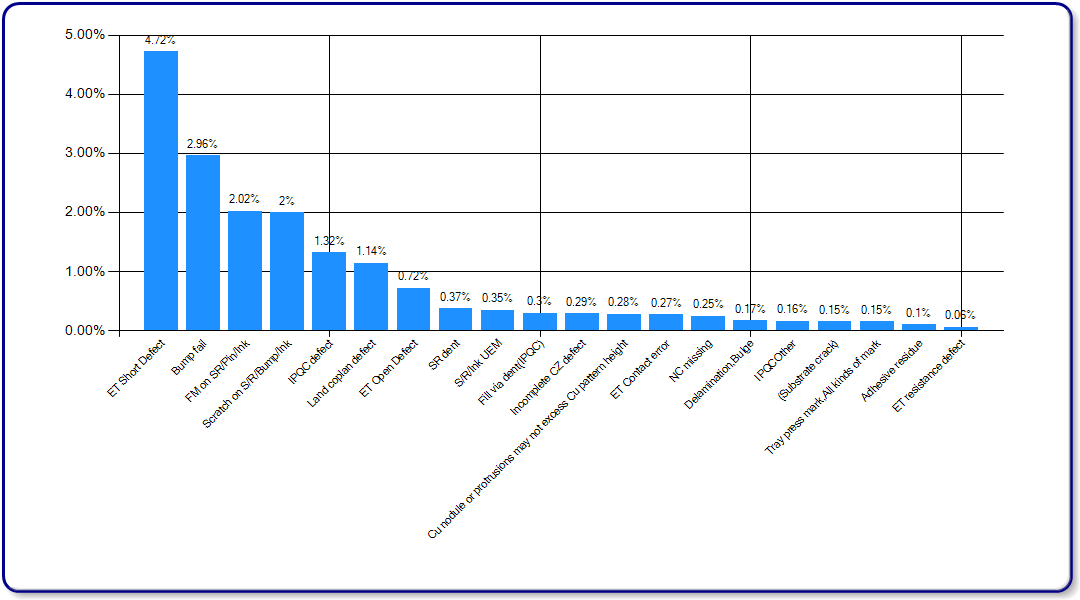 5.00%
4.00%
3.00%
2.00%
1.00%
0.00%
4.72%
2.96%
2.02%
2%
1.32%
1.14%
0.72%
0.37%
0.35%
0.3%
0.29%
0.28%
0.27%
0.25%
0.17%
0.16%
0.15%
0.15%
0.1%
0.06%
ET Short Defect
Bump fail
FM on SR/Pin/Ink
Scratch on S/R/Bump/Ink
IPQC defect
Land coplan defect
ET Open Defect
SR dent
S/R/Ink UEM
Fill via dent(IPQC)
Incomplete CZ defect
Cu nodule or protrusions may not excess Cu pattern height
ET Contact error
NC missing
Delamination,Bulge
IPQC Other
(Substrate crack)
Tray press mark,All kinds of mark
Adhesive residue
ET resistance defect